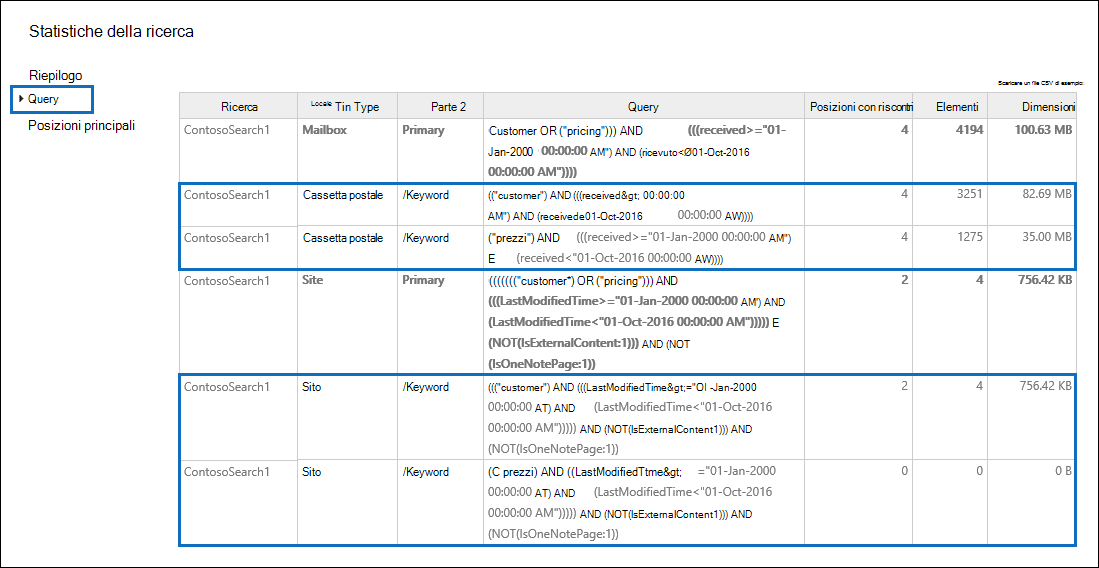 Statistiche della ricerca
Riepilogo
Query
Posizioni principali
Scaricare un file CSV di esempio:
Ricerca Locale Tin Type Parte 2 Query Posizioni con riscontri Elementi Dimensioni
ContosoSearch1 Mailbox Primary Customer OR ("pricing"))) AND (((received>="01- 4 4194 100.63 MB
Jan-2000 00:00:00 AM") AND (ricevuto<Ø01-Oct-2016
00:00:00 AM"))))
ContosoSearch1 Cassetta postale /Keyword (("customer") AND (((received&gt; 00:00:00 4 3251 82.69 MB
AM") AND (receivede01-Oct-2016 00:00:00 AW))))
ContosoSearch1 Cassetta postale /Keyword ("prezzi") AND (((received>="01-Jan-2000 00:00:00 AM") 4 1275 35.00 MB
E (received<"01-Oct-2016 00:00:00 AW))))
ContosoSearch1 Site Primary ((((((("customer*) OR ("pricing"))) AND 2 4 756.42 KB
(((LastModifiedTime>="01-Jan-2000 00:00:00 AM') AND
(LastModifiedTime<"01-Oct-2016 00:00:00 AM"))))) E
(NOT(IsExternalContent:1))) AND (NOT
(IsOneNotePage:1))
ContosoSearch1 Sito /Keyword ((("customer") AND (((LastModifiedTime&gt;="Ol -Jan-2000 2 4 756.42 KB
00:00:00 AT) AND (LastModifiedTime<"01-Oct-2016
00:00:00 AM"))))) AND (NOT(IsExternalContent1))) AND
(NOT(IsOneNotePage:1))
ContosoSearch1 Sito /Keyword (C prezzi) AND ((LastModifiedTtme&gt; ="01-Jan-2000 0 0 0 B
00:00:00 AT) AND (LastModifiedTime<"01-Oct-2016
00:00:00 AM"))))) AND (NOT(IsExternalContent:1))) AND
(NOT(IsOneNotePage:1))